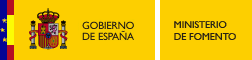 GOBIERNO
DE ESPAÑA
MINISTERIO
DE FOMENTO